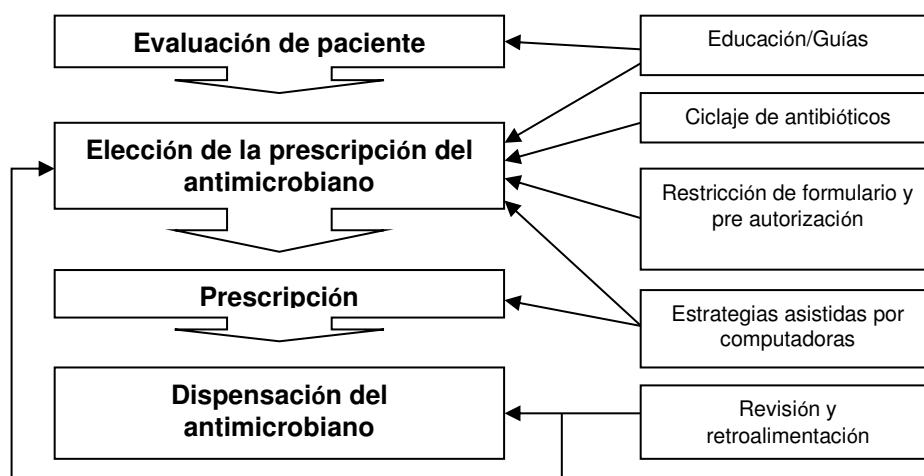 Evaluación de paciente
Elección de la prescripción del
antimicrobiano
Prescripción
Dispensación del
antimicrobiano
Educación/Guías
Ciclaje de antibióticos
Restricción de formulario y
pre autorización
Estrategias asistidas por
computadoras
Revisión y
retroalimentación